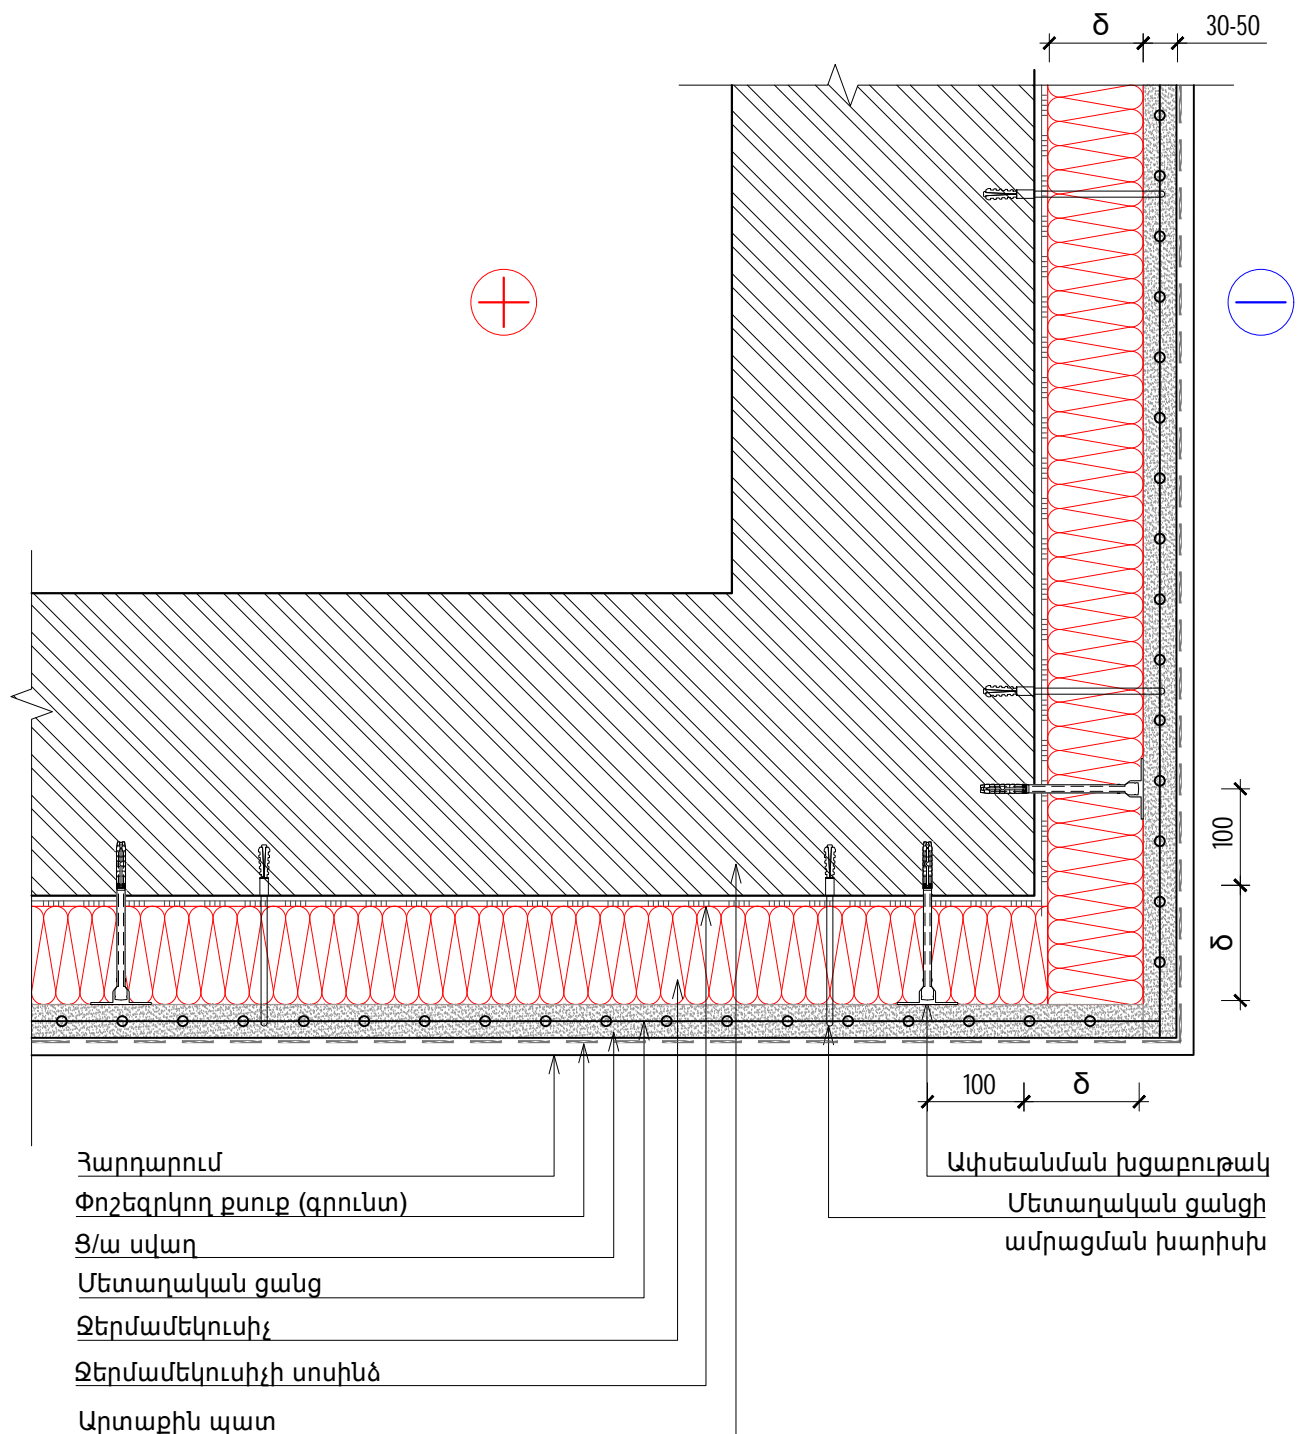 δ 30-50
100
δ
100 δ
Հարդարում
Փոշեզրկող քսուք (գրունտ)
Ց/ա սվաղ
Մետաղական ցանց
Ջերմամեկուսիչ
Ջերմամեկուսիչի սոսինձ
Արտաքին պատ
Ափսեանման խցաբութակ
Մետաղական ցանցի
ամրացման խարիսխ